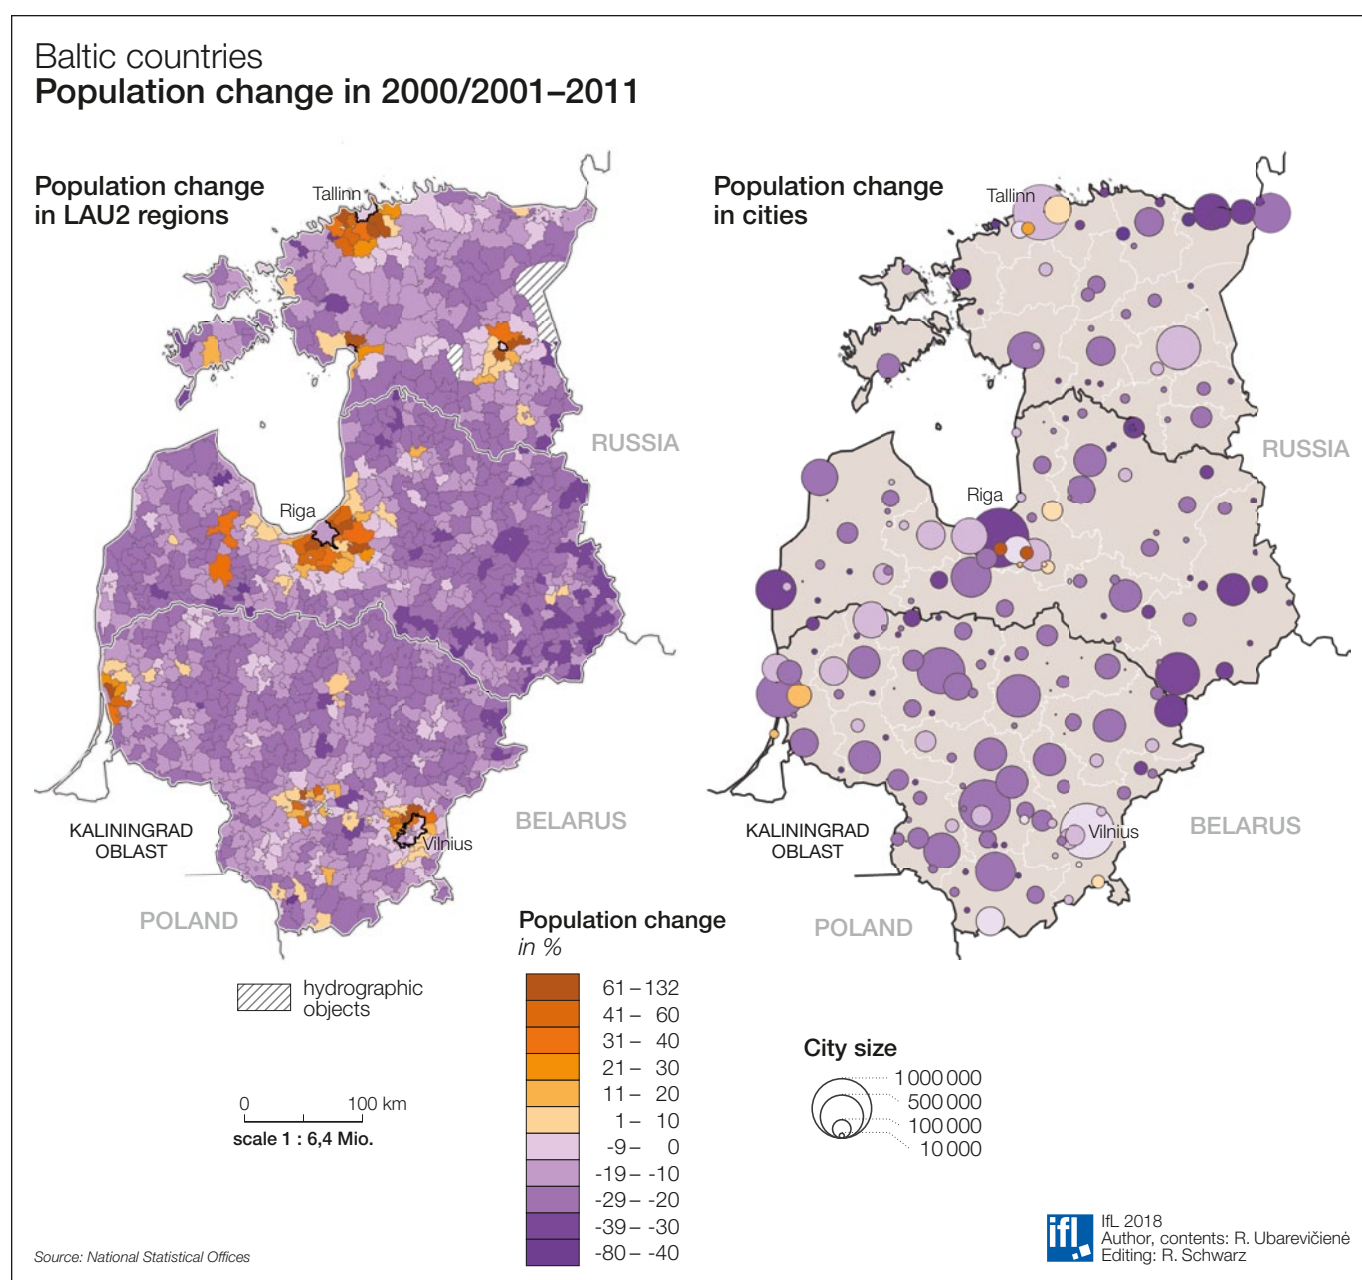 Baltic countries
Population change in 2000/2001–2011
Population change
in LAU2 regions
Tallinn
Riga
Vilnius
RUSSIA
BELARUS
KALININGRAD
OBLAST
POLAND
Population change
in cities
Tallinn
Riga
Vilnius
RUSSIA
BELARUS
KALININGRAD
OBLAST
POLAND
hydrographic
objects
0 100 km
scale 1 : 6,4 Mio.
Population change
in %
61 – 132
41 – 60
31 – 40
21 – 30
11 – 20
1 – 10
-9 – 0
-19 – -10
-29 – -20
-39 – -30
-80 – -40
City size
1 000 000
500 000
100 000
10 000
Source: National Statistical Offices
ifl
IfL 2018
Author, contents: R. Ubarevičienė
Editing: R. Schwarz